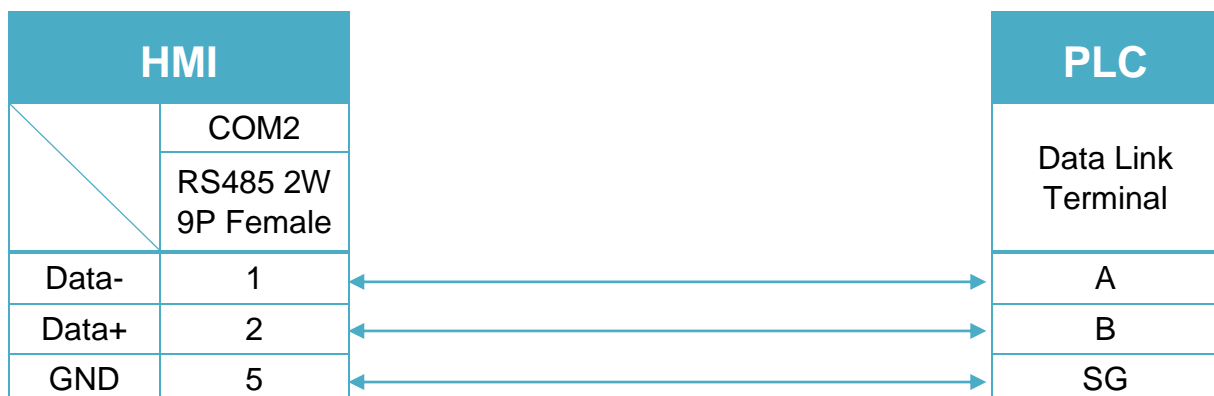 HMI
PLC
COM2
RS485 2W
9P Female
Data Link
Terminal
Data- 1 A
Data+ 2 B
GND 5 SG